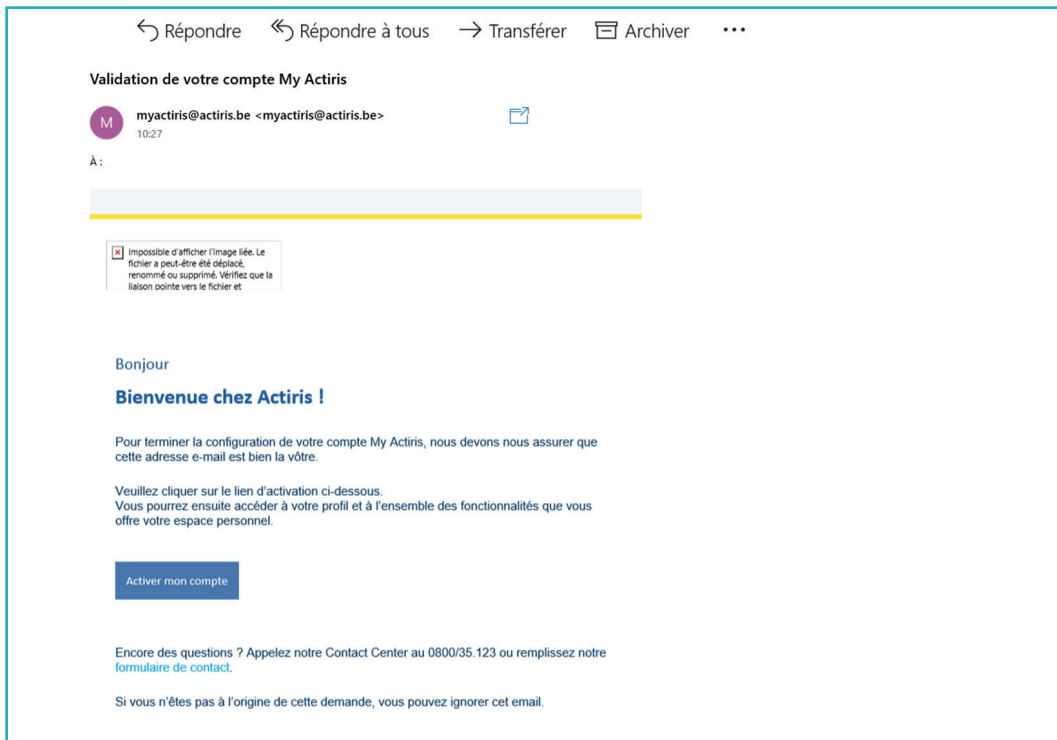 Répondre Répondre à tous Transférer Archiver ...
Validation de votre compte My Actiris
M
myactiris@actiris.be <myactiris@actiris.be>
10:27
À :
Impossible d'afficher l'image liée. Le
fichier a peut-être été déplacé,
renommé ou supprimé. Vérifiez que la
liaison pointe vers le fichier et
Bonjour
Bienvenue chez Actiris !
Pour terminer la configuration de votre compte My Actiris, nous devons nous assurer que
cette adresse e-mail est bien la vôtre.
Veuillez cliquer sur le lien d'activation ci-dessous.
Vous pourrez ensuite accéder à votre profil et à l'ensemble des fonctionnalités que vous
offre votre espace personnel.
Activer mon compte
Encore des questions ? Appelez notre Contact Center au 0800/35.123 ou remplissez notre
formulaire de contact.
Si vous n'êtes pas à l'origine de cette demande, vous pouvez ignorer cet email.